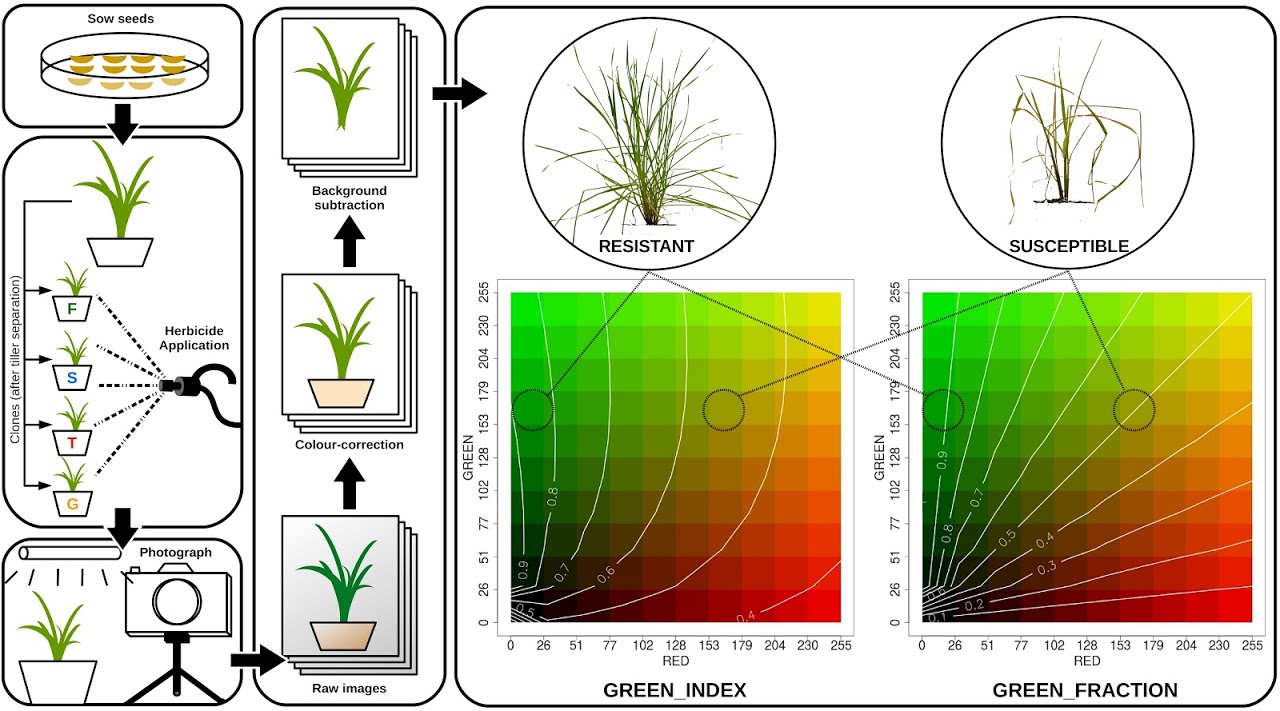 Sow seeds
Clones (after tiller separation)
F
S
T
G
Herbicide
Application
Photograph
Background
subtraction
Colour-correction
Raw images
RESISTANT
SUSCEPTIBLE
255
230
204
179
153
128
102
77
51
26
0
GREEN
0.9
0.8
0.7
0.6
0.5
0.4
0 26 51 77 102 128 153 179 204 230 255
RED
GREEN_INDEX
255
230
204
179
153
128
102
77
51
26
0
GREEN
0.9
0.8
0.7
0.5
0.4
0.3
0.6
0.2
0.1
0 26 51 77 102 128 153 179 204 230 255
RED
GREEN_FRACTION